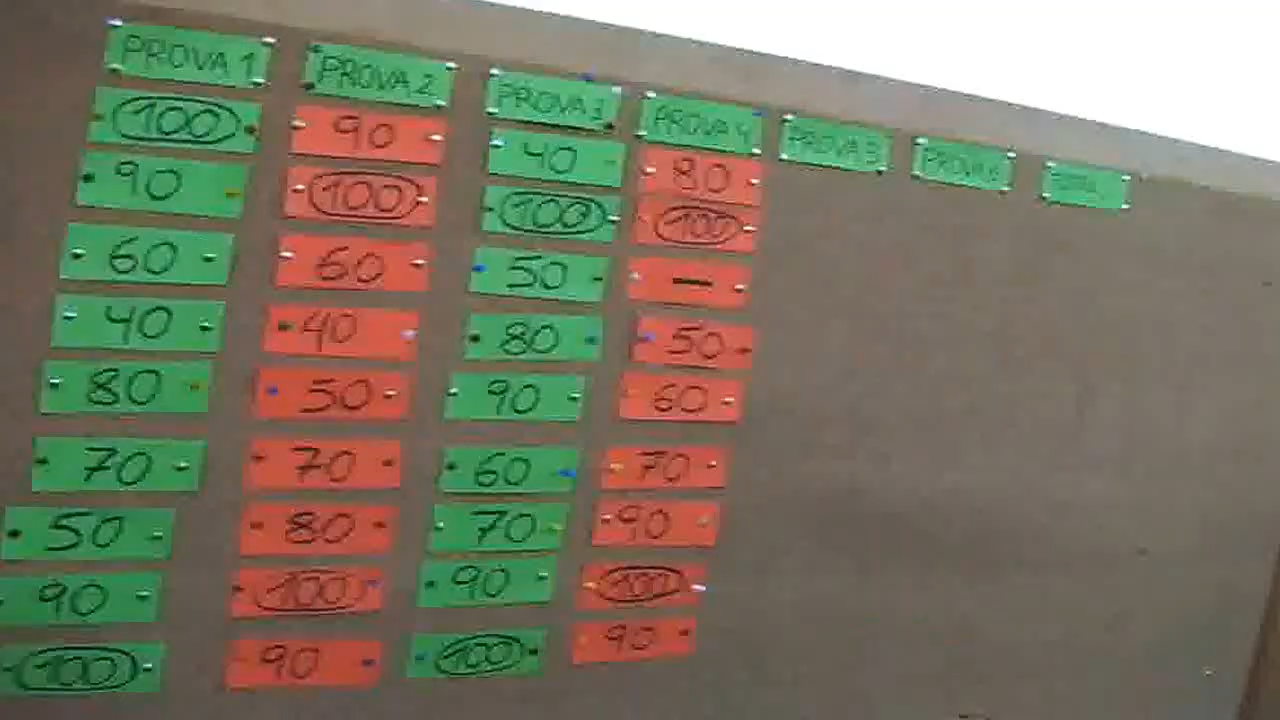 PROVA 1 PROVA 2 PROVA 3 PROVA 4 PROVA 5 PROVA 6
100 90 40 80
90 100 100 100
60 60 50 —
40 40 80 50
80 50 90 60
70 70 60 70
50 80 70 90
90 100 90 100
100 90 100 90